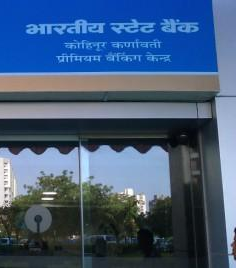 भारतीय स्टेट बैंक
कोहिनूर कर्णावती
प्रीमियम बैंकिंग केन्द्र